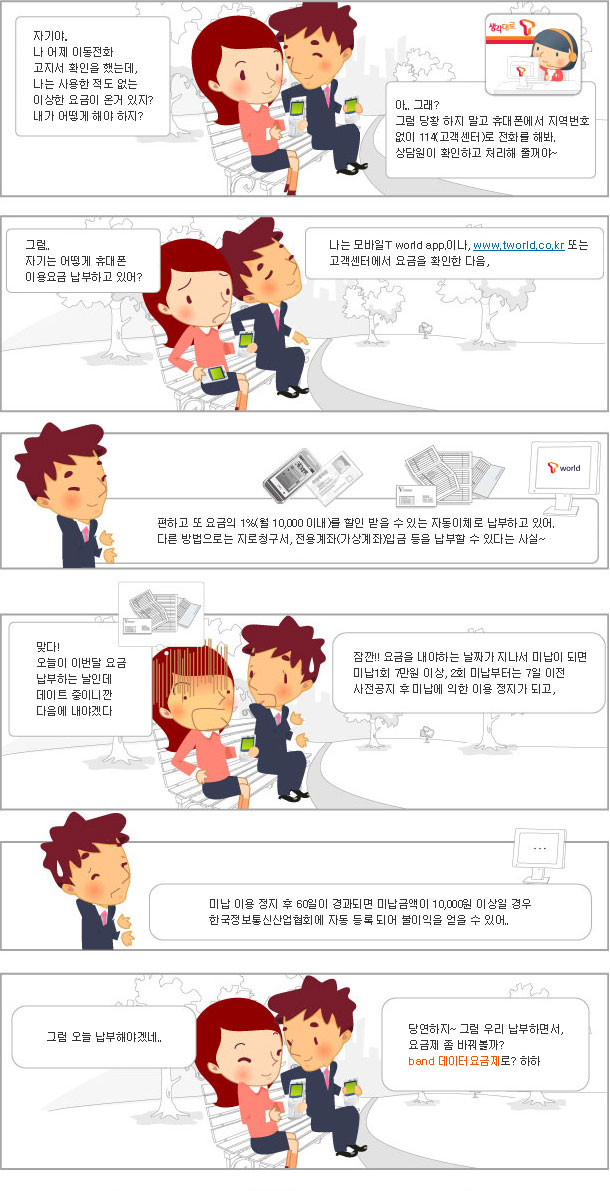 자기야.
나 어제 이동전화
고지서 확인을 했는데,
나는 사용한 적도 없는
이상한 요금이 온거 있지?
내가 어떻게 해야 하지?
생각대로 T
아.. 그래?
그럼 당황 하지 말고 휴대폰에서 지역번호
없이 114(고객센터)로 전화를 해봐.
상담원이 확인하고 처리해 줄꺼야~
그럼..
자기는 어떻게 휴대폰
이용요금 납부하고 있어?
나는 모바일T world app.이나, www.tworld.co.kr 또는
고객센터에서 요금을 확인한 다음,
T world
편하고 또 요금의 1%(월 10,000 이내)를 할인 받을 수 있는 자동이체로 납부하고 있어.
다른 방법으로는 지로청구서, 전용계좌(가상계좌)입금 등을 납부할 수 있다는 사실~
맞다!
오늘이 이번달 요금
납부하는 날인데
데이트 중이니깐
다음에 내야겠다
잠깐!! 요금을 내야하는 날짜가 지나서 미납이 되면
미납1회 7만원 이상, 2회 미납부터는 7일 이전
사전공지 후 미납에 의한 이용 정지가 되고,
...
미납 이용 정지 후 60일이 경과되면 미납금액이 10,000원 이상일 경우
한국정보통신산업협회에 자동 등록 되어 불이익을 얻을 수 있어..
그럼 오늘 납부해야겠네..
당연하지~ 그럼 우리 납부하면서,
요금제 좀 바꿔볼까?
band 데이터요금제로? 하하